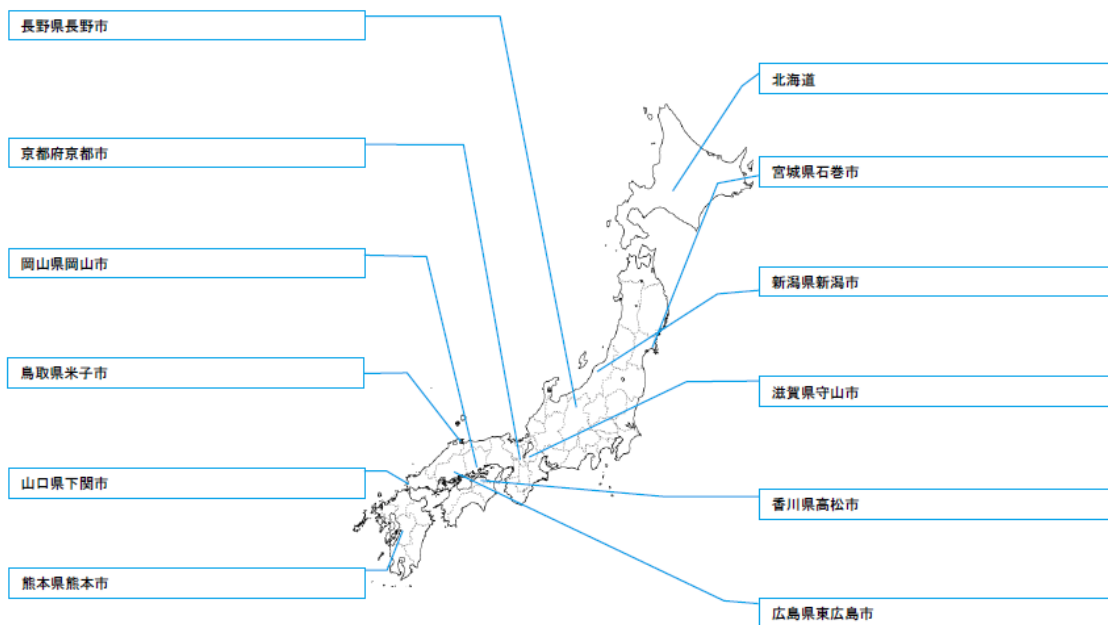 長野県長野市
京都府京都市
岡山県岡山市
鳥取県米子市
山口県下関市
熊本県熊本市
北海道
宮城県石巻市
新潟県新潟市
滋賀県守山市
香川県高松市
広島県東広島市